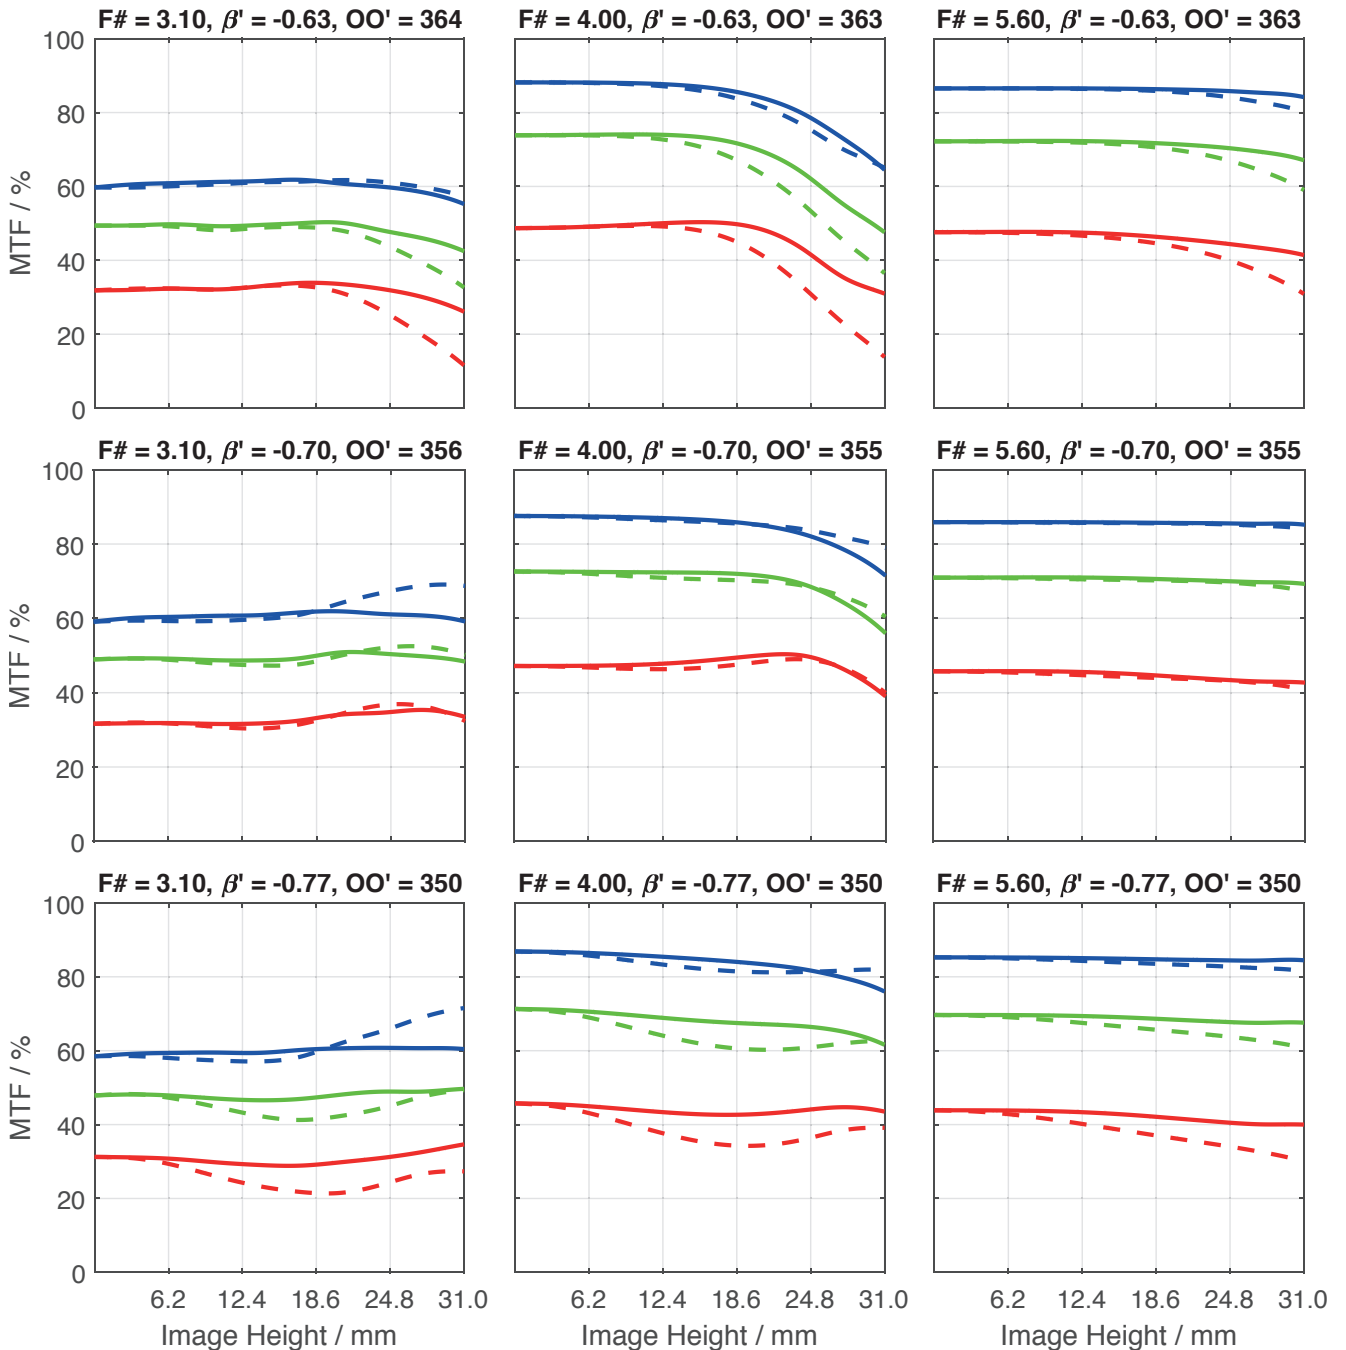 F# = 3.10, β' = -0.63, OO' = 364
F# = 4.00, β' = -0.63, OO' = 363
F# = 5.60, β' = -0.63, OO' = 363
100
80
60
40
20
0
MTF / %
F# = 3.10, β' = -0.70, OO' = 356
F# = 4.00, β' = -0.70, OO' = 355
F# = 5.60, β' = -0.70, OO' = 355
100
80
60
40
20
0
MTF / %
F# = 3.10, β' = -0.77, OO' = 350
F# = 4.00, β' = -0.77, OO' = 350
F# = 5.60, β' = -0.77, OO' = 350
100
80
60
40
20
0
MTF / %
6.2 12.4 18.6 24.8 31.0
6.2 12.4 18.6 24.8 31.0
6.2 12.4 18.6 24.8 31.0
Image Height / mm
Image Height / mm
Image Height / mm